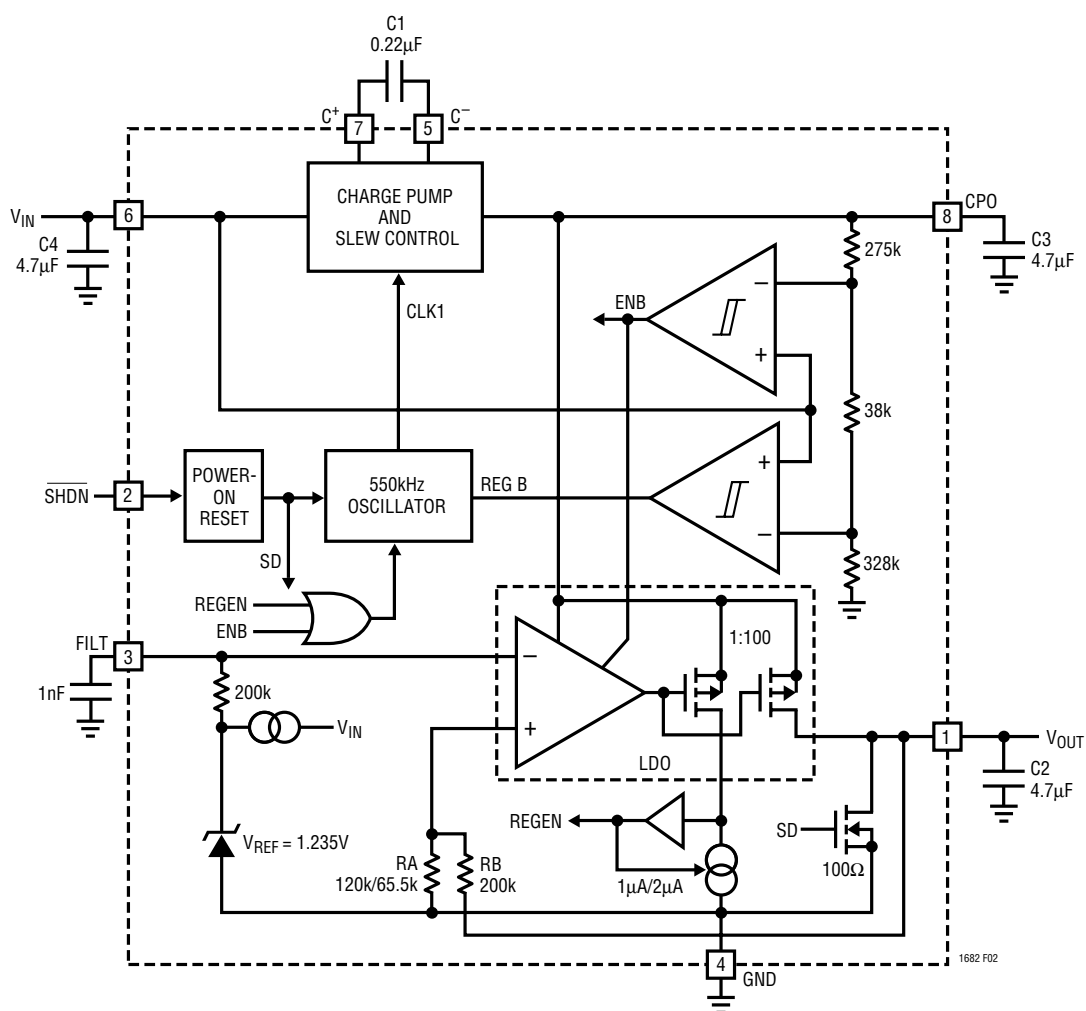 C1
0.22µF
C+
7
5
C–
CHARGE PUMP
AND
SLEW CONTROL
VIN
6
C4
4.7µF
8
CPO
C3
4.7µF
275k
CLK1
ENB
–
+
38k
SHDN
2
POWER-
ON
RESET
550kHz
OSCILLATOR
REG B
+
–
328k
SD
REGEN
ENB
FILT
3
1nF
200k
VIN
–
+
1:100
LDO
1
VOUT
C2
4.7µF
VREF = 1.235V
REGEN
SD
100Ω
RA
120k/65.5k
RB
200k
1µA/2µA
4
GND
1682 F02